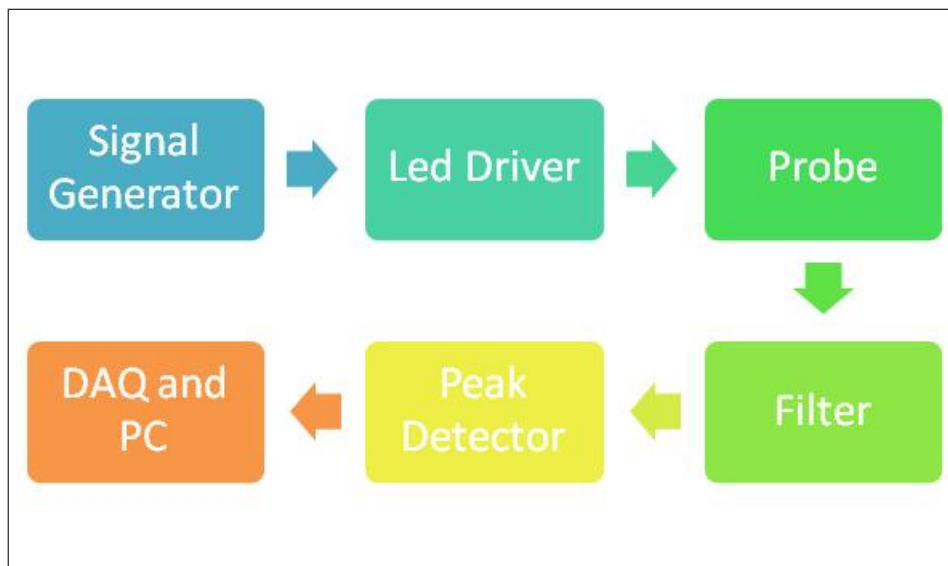 Signal
Generator
Led Driver
Probe
Filter
Peak
Detector
DAQ and
PC